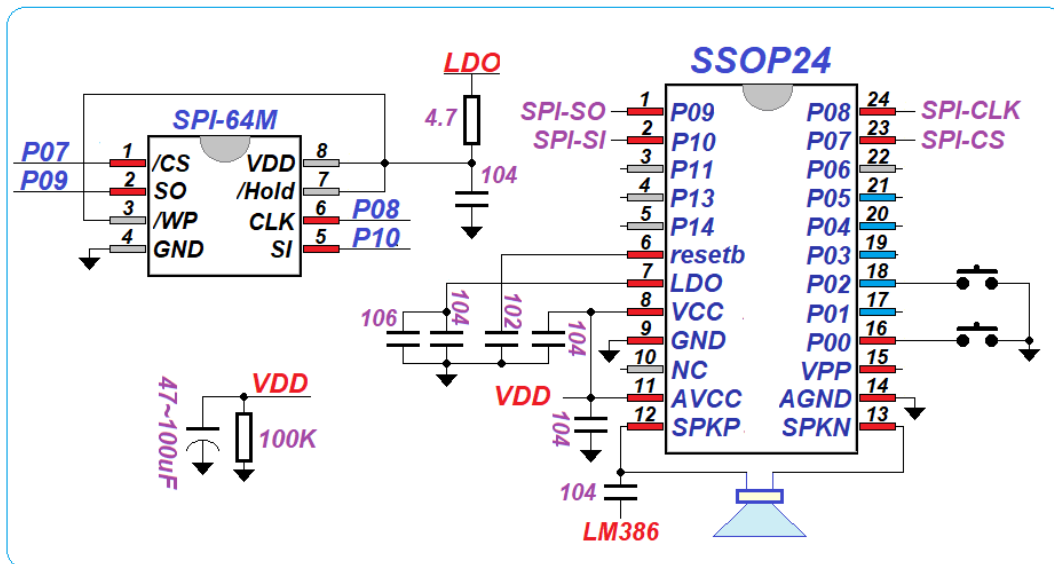 LDO
4.7
104
SPI-64M
P07
1
/CS
VDD
8
P09
2
SO
/Hold
7
3
/WP
CLK
6
P08
4
GND
SI
5
P10
SSOP24
SPI-SO
1
P09
P08
24
SPI-CLK
SPI-SI
2
P10
P07
23
SPI-CS
3
P11
P06
22
4
P13
P05
21
5
P14
P04
20
6
resetb
P03
19
7
LDO
P02
18
8
VCC
P01
17
9
GND
P00
16
10
NC
VPP
15
11
AVCC
AGND
14
12
SPKP
SPKN
13
106
104
102
104
VDD
104
104
LM386
VDD
47~100uF
100K